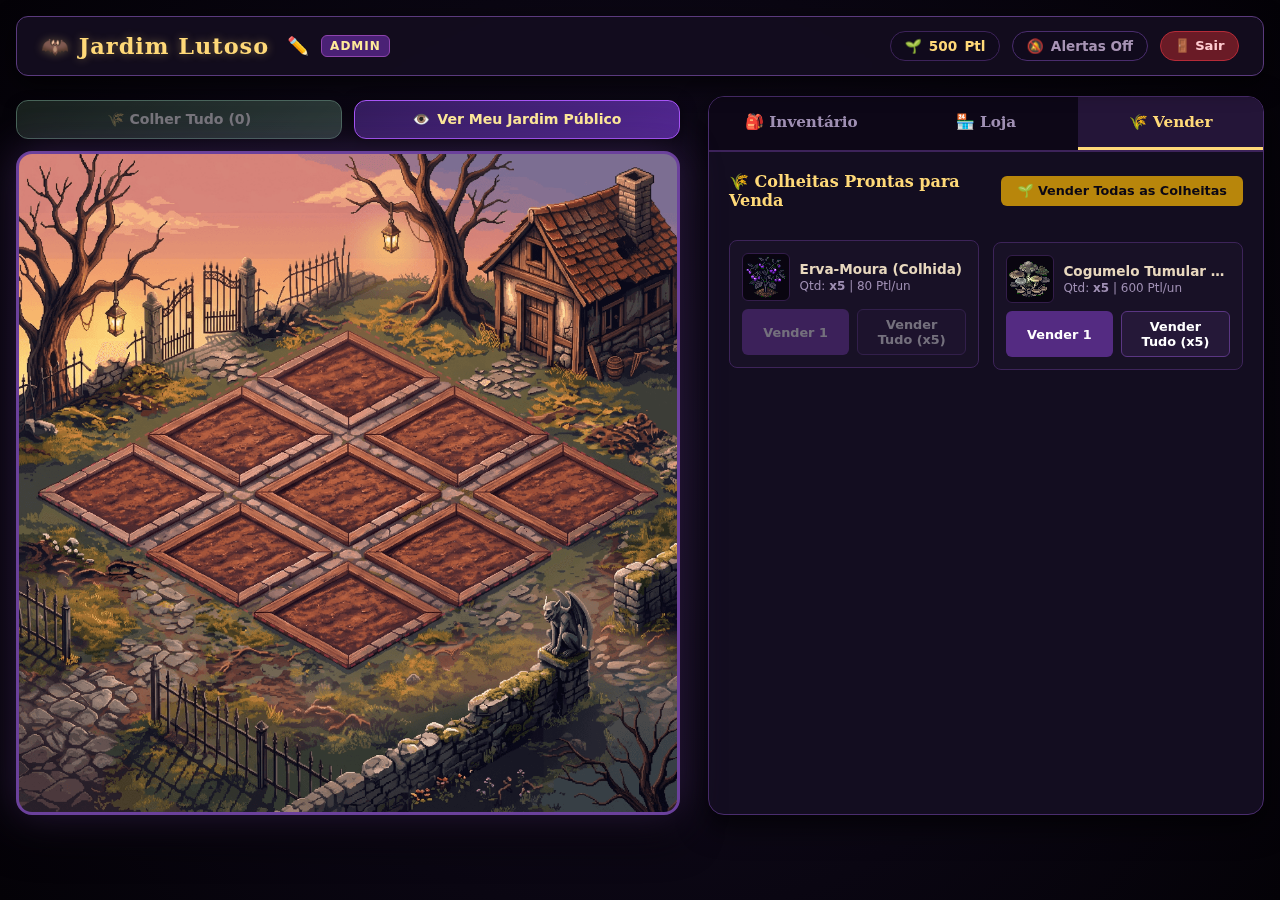 🦇 Jardim Lutoso ✏️ ADMIN
🌱 500 Ptl
🔕 Alertas Off
🚪 Sair
🌾 Colher Tudo (0)
👁️ Ver Meu Jardim Público
🎒 Inventário
🏪 Loja
🌾 Vender
🌾 Colheitas Prontas para
Venda
🌱 Vender Todas as Colheitas
Erva-Moura (Colhida)
Qtd: x5 | 80 Ptl/un
Vender 1
Vender
Tudo (x5)
Cogumelo Tumular ...
Qtd: x5 | 600 Ptl/un
Vender 1
Vender
Tudo (x5)